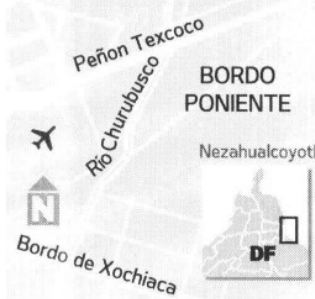 Peñon Texcoco
Río Churubusco
BORDO
PONIENTE
Nezahualcoyotl
N
DF
Bordo de Xochiaca